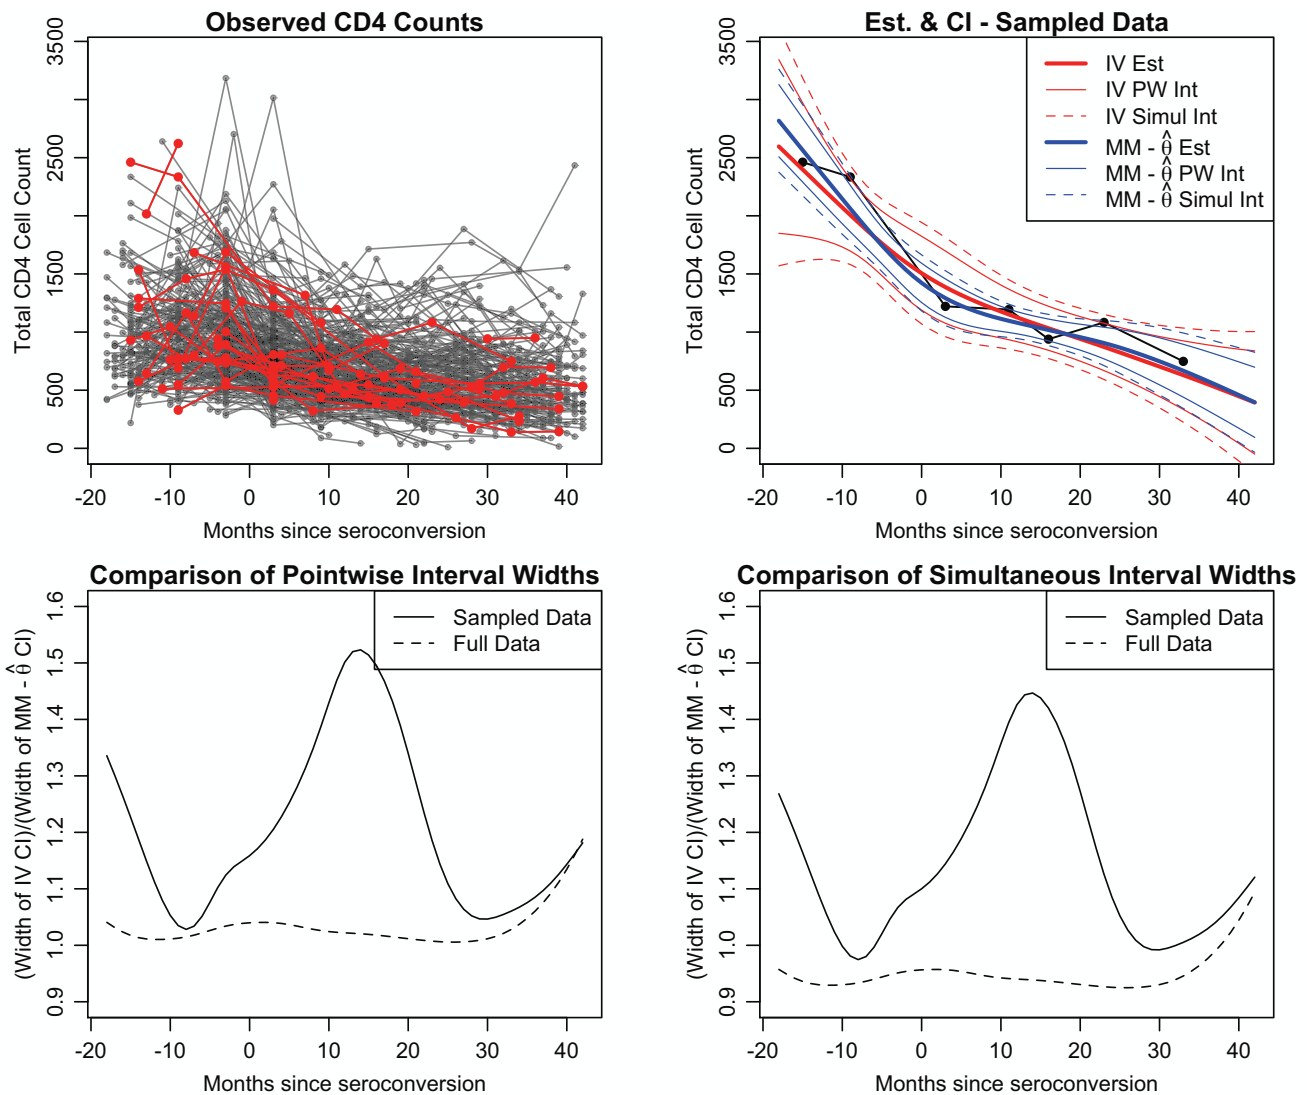 Observed CD4 Counts
Total CD4 Cell Count
0
500
1500
2500
3500
-20 -10 0 10 20 30 40
Months since seroconversion
Est. & CI - Sampled Data
Total CD4 Cell Count
0
500
1500
2500
3500
IV Est
IV PW Int
IV Simul Int
MM - θ̂ Est
MM - θ̂ PW Int
MM - θ̂ Simul Int
-20 -10 0 10 20 30 40
Months since seroconversion
Comparison of Pointwise Interval Widths
(Width of IV CI)/(Width of MM - θ̂ CI)
0.9
1.0
1.1
1.2
1.3
1.4
1.5
1.6
Sampled Data
Full Data
-20 -10 0 10 20 30 40
Months since seroconversion
Comparison of Simultaneous Interval Widths
(Width of IV CI)/(Width of MM - θ̂ CI)
0.9
1.0
1.1
1.2
1.3
1.4
1.5
1.6
Sampled Data
Full Data
-20 -10 0 10 20 30 40
Months since seroconversion